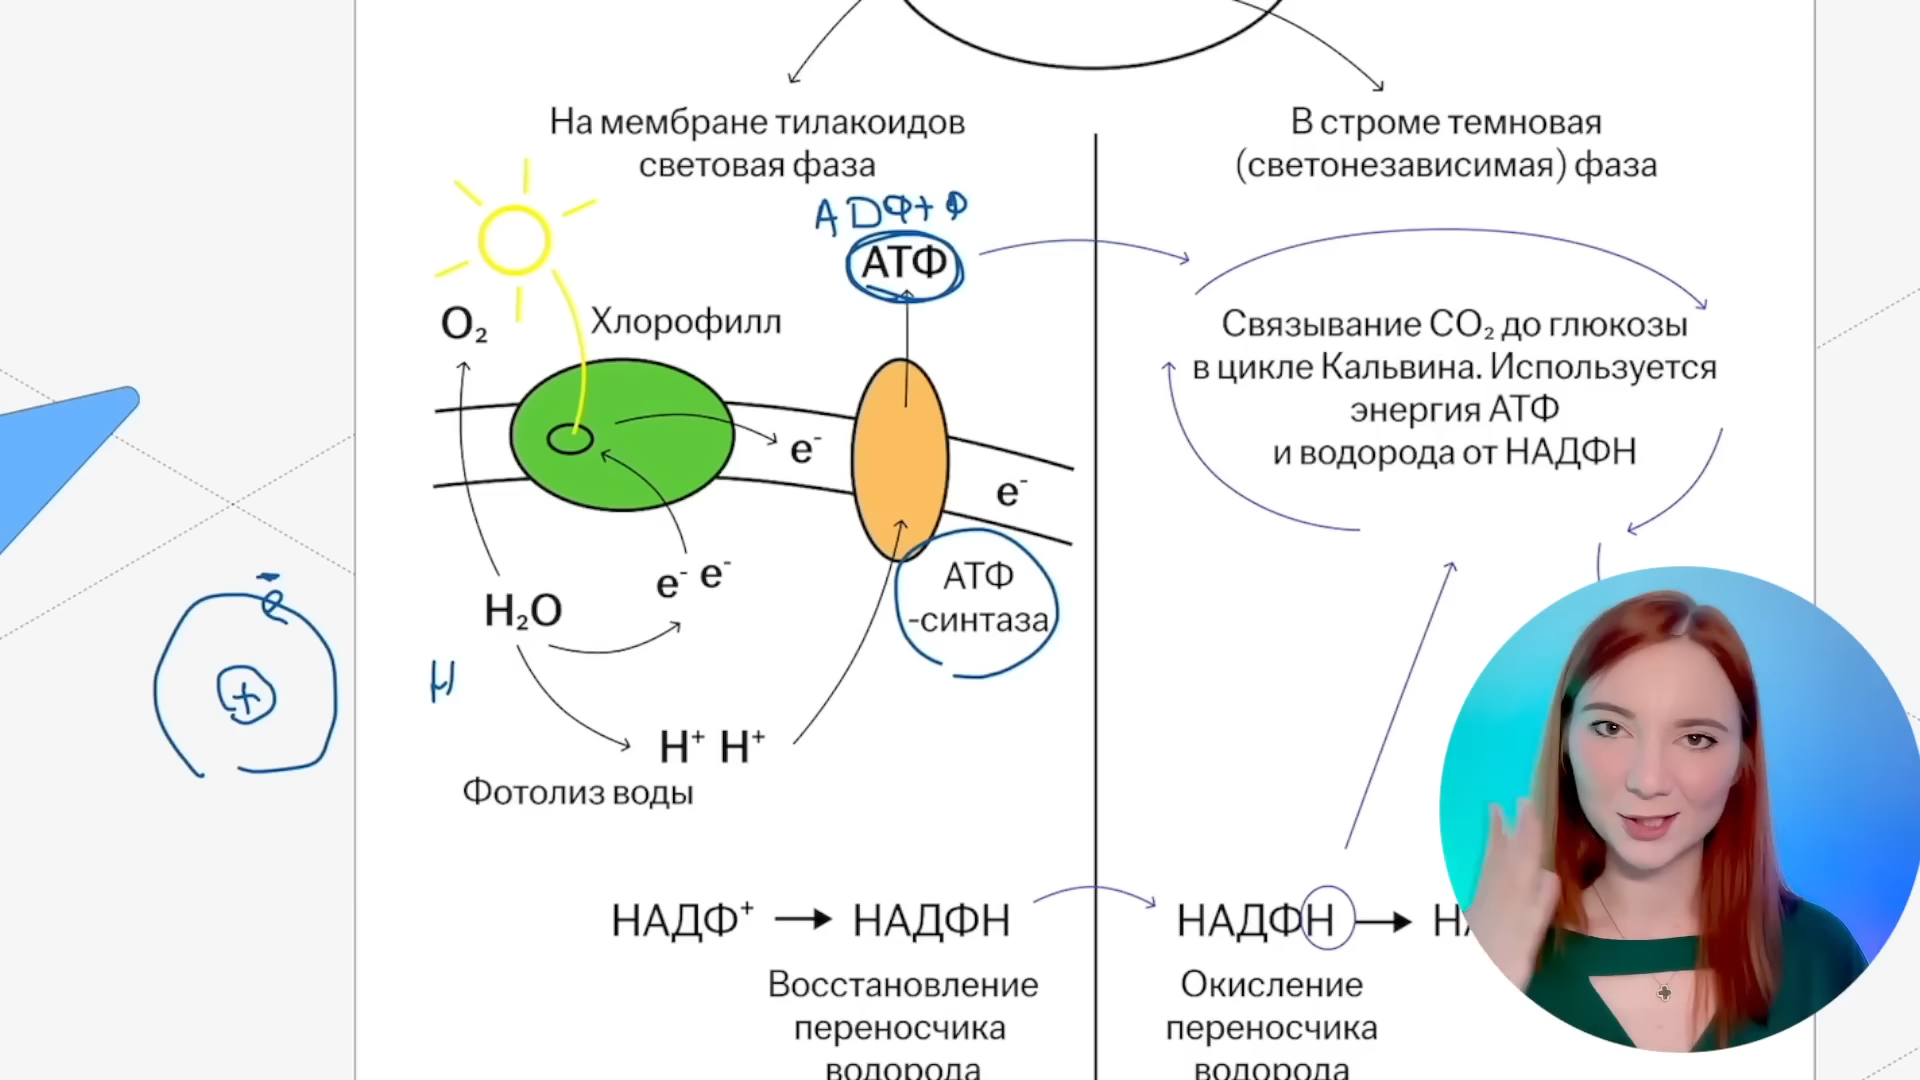 На мембране тилакоидов
световая фаза
В строме темновая
(светонезависимая) фаза
АДФ+Ф
АТФ
O₂
Хлорофилл
e⁻
e⁻
e⁻ e⁻
H₂O
АТФ
-синтаза
Связывание CO₂ до глюкозы
в цикле Кальвина. Используется
энергия АТФ
и водорода от НАДФН
ē
+
H
H⁺ H⁺
Фотолиз воды
НАДФ⁺ → НАДФН
НАДФН →
Восстановление
переносчика
водорода
Окисление
переносчика
водорода